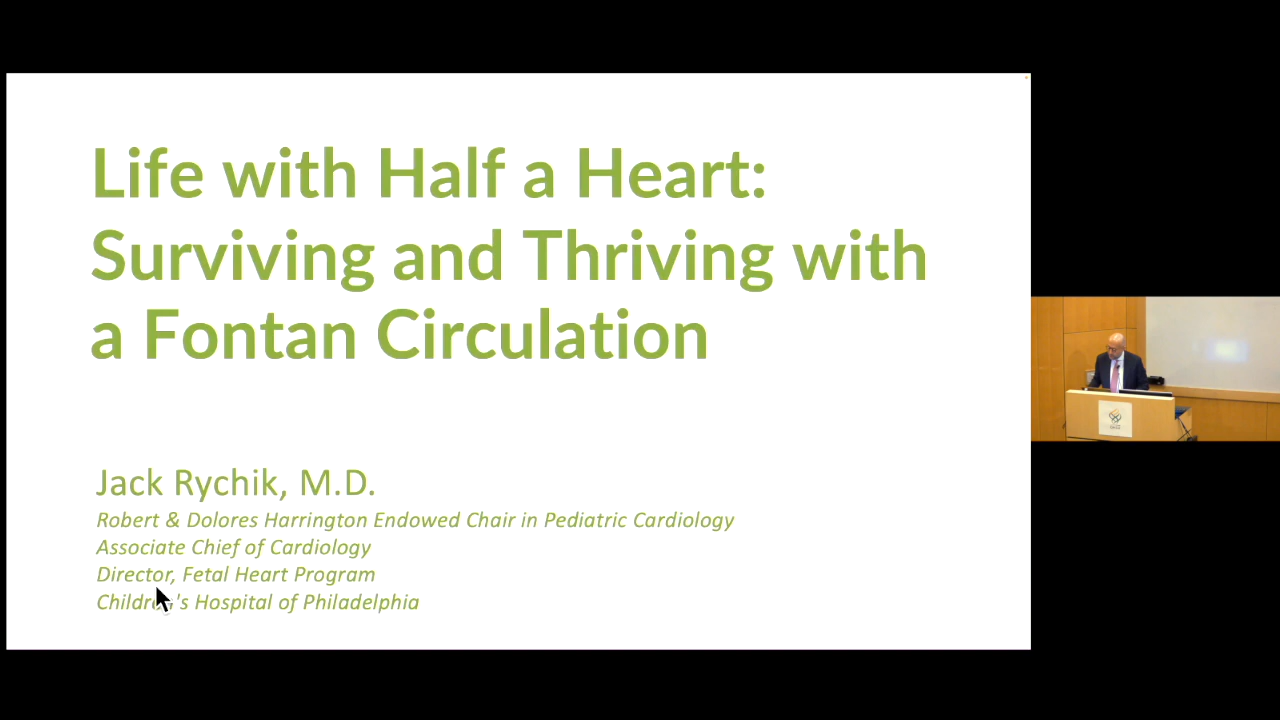 Life with Half a Heart:
Surviving and Thriving with
a Fontan Circulation
Jack Rychik, M.D.
Robert & Dolores Harrington Endowed Chair in Pediatric Cardiology
Associate Chief of Cardiology
Director, Fetal Heart Program
Children's Hospital of Philadelphia